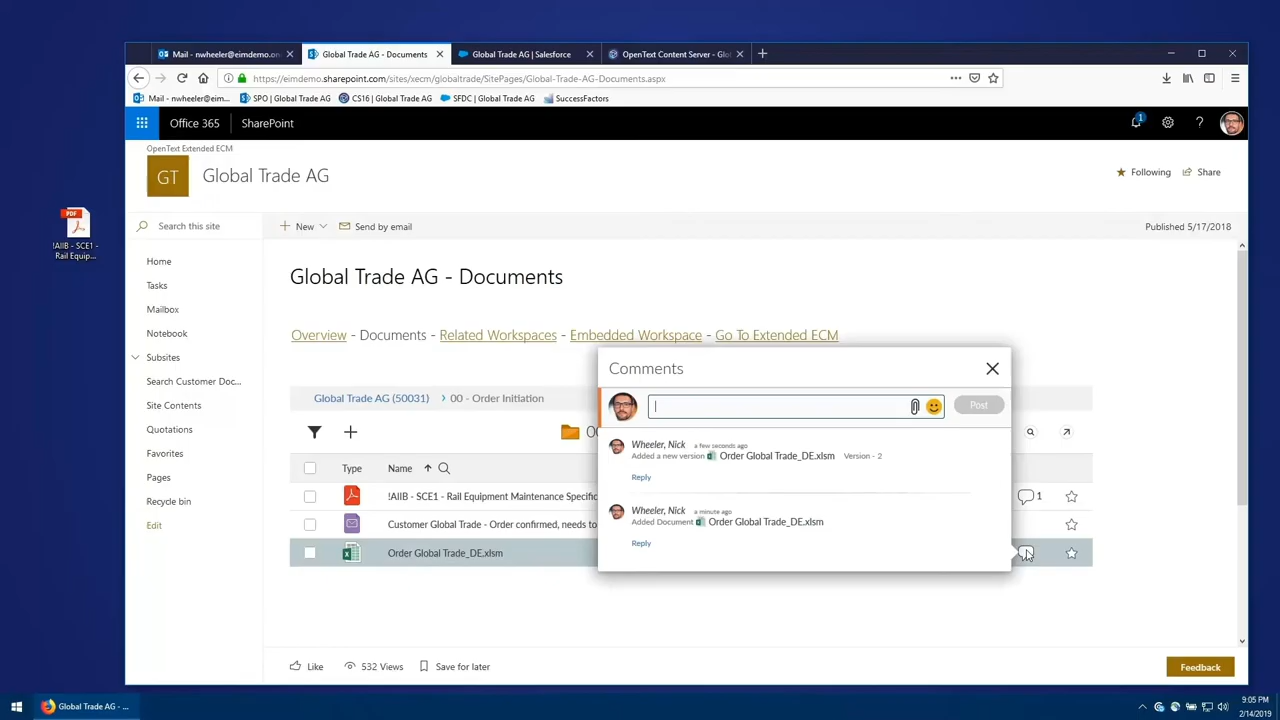 Mail - nwheeler@eimdemo.on
Global Trade AG - Documents
Global Trade AG | Salesforce
OpenText Content Server - Glo
https://eimdemo.sharepoint.com/sites/xecm/globaltrade/SitePages/Global-Trade-AG-Documents.aspx
Mail - nwheeler@eim...
SPO | Global Trade AG
CS16 | Global Trade AG
SFDC | Global Trade AG
SuccessFactors
Office 365
SharePoint
1
?
OpenText Extended ECM
GT
Global Trade AG
Following
Share
PDF
!AIIB - SCE1 -
Rail Equip...
Search this site
New
Send by email
Published 5/17/2018
Home
Tasks
Mailbox
Notebook
Subsites
Search Customer Doc...
Site Contents
Quotations
Favorites
Pages
Recycle bin
Edit
Global Trade AG - Documents
Overview - Documents - Related Workspaces - Embedded Workspace - Go To Extended ECM
Global Trade AG (50031) › 00 - Order Initiation
Type
Name
!AIIB - SCE1 - Rail Equipment Maintenance Specific
1
Customer Global Trade - Order confirmed, needs to
Order Global Trade_DE.xlsm
Comments
Post
Wheeler, Nick a few seconds ago
Added a new version Order Global Trade_DE.xlsm Version - 2
Reply
Wheeler, Nick a minute ago
Added Document Order Global Trade_DE.xlsm
Reply
Like
532 Views
Save for later
Feedback
Global Trade AG - ...
9:05 PM
2/14/2019